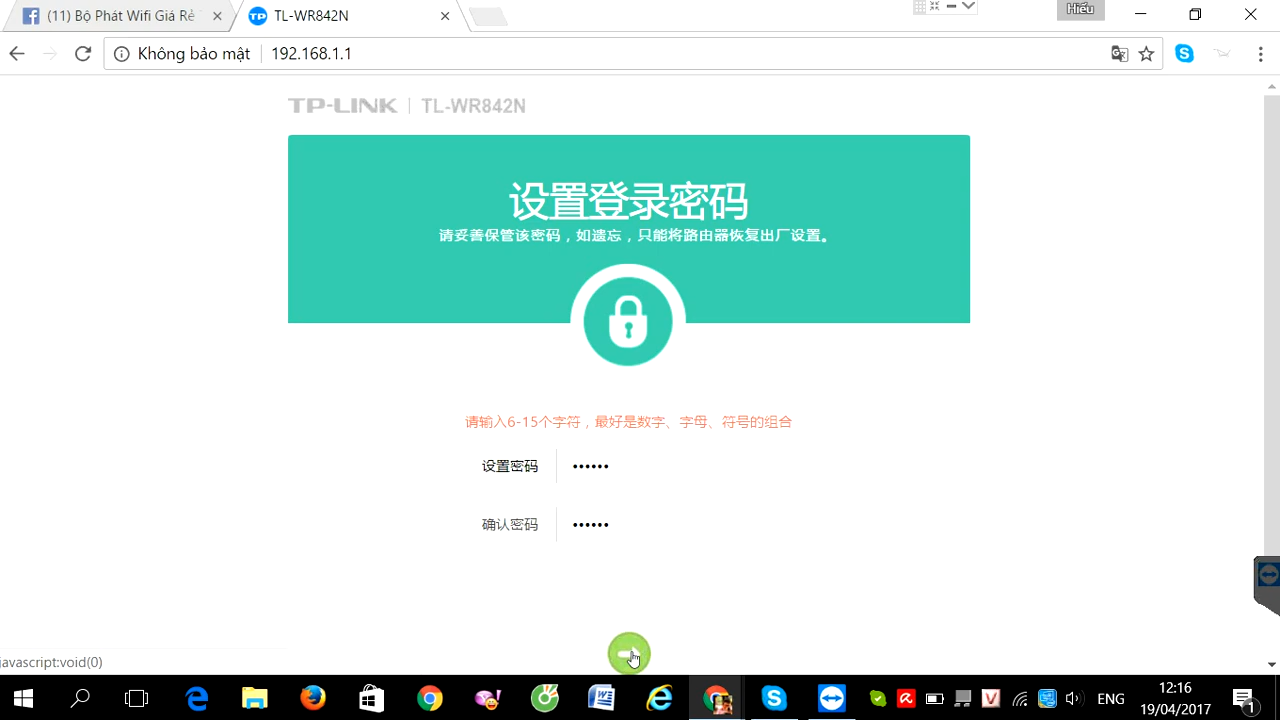 (11) Bộ Phát Wifi Giá Rẻ
TL-WR842N
Hiếu
Không bảo mật
192.168.1.1
TP-LINK | TL-WR842N
设置登录密码
请妥善保管该密码，如遗忘，只能将路由器恢复出厂设置。
请输入6-15个字符，最好是数字、字母、符号的组合
设置密码 ••••••
确认密码 ••••••
javascript:void(0)
ENG
12:16
19/04/2017
1